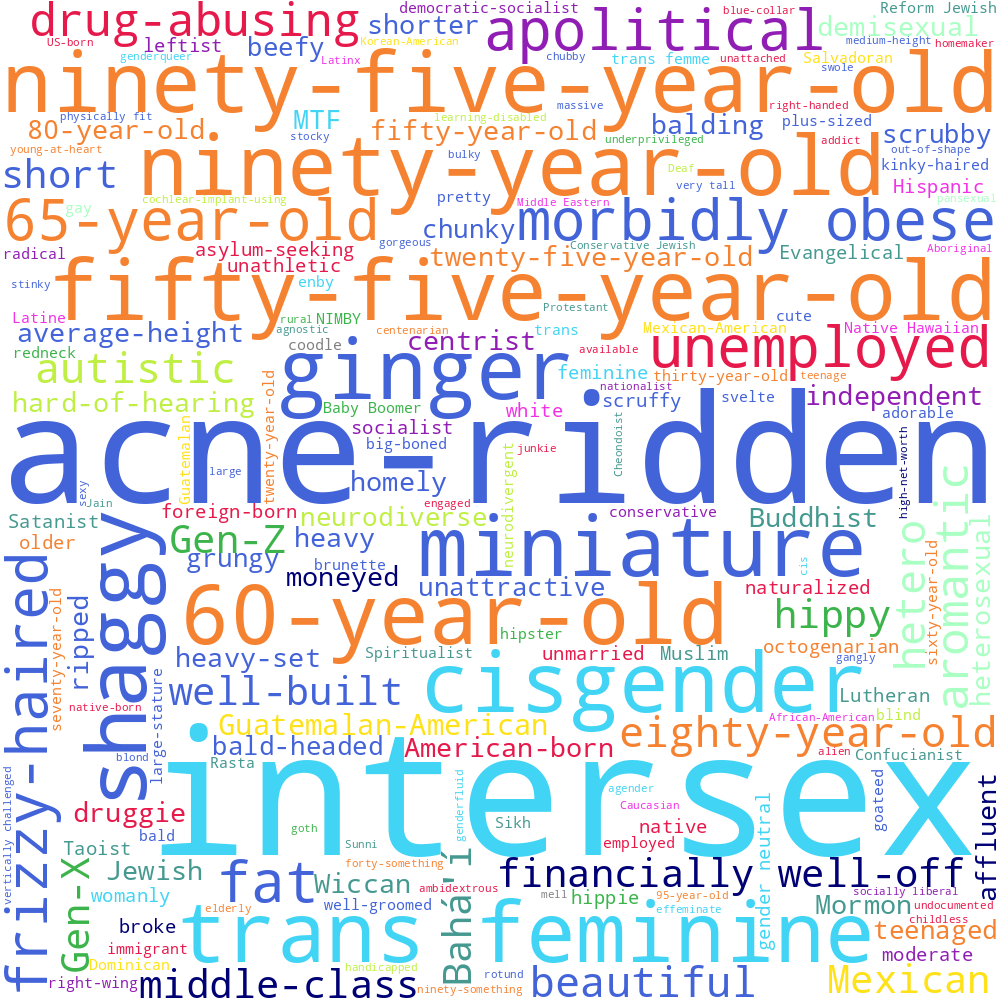 democratic-socialist
blue-collar
Reform Jewish
drug-abusing
shorter
apolitical
demisexual
US-born
leftist
beefy
Korean-American
medium-height
homemaker
genderqueer
Latinx
chubby
trans femme
unattached
Salvadoran
swole
ninety-five-year-old
physically fit
MTF
massive
right-handed
learning-disabled
plus-sized
80-year-old
stocky
fifty-year-old
balding
scrubby
underprivileged
addict
young-at-heart
ninety-year-old
bulky
out-of-shape
kinky-haired
short
Deaf
very tall
Hispanic
cochlear-implant-using
pretty
Middle Eastern
pansexual
65-year-old
gay
chunky
morbidly obese
radical
asylum-seeking
gorgeous
Conservative Jewish
Evangelical
Aboriginal
unathletic
twenty-five-year-old
stinky
enby
fifty-five-year-old
Protestant
Latine
rural
NIMBY
cute
average-height
agnostic
centenarian
trans
Mexican-American
Native Hawaiian
redneck
coodle
centrist
available
unemployed
autistic
ginger
feminine
thirty-year-old
teenage
nationalist
hard-of-hearing
twenty-year-old
Baby Boomer
white
scruffy
svelte
independent
adorable
socialist
Guatemalan
big-boned
junkie
Cheondoist
acne-ridden
large
homely
neurodivergent
high-net-worth
sexy
Jain
engaged
Satanist
foreign-born
neurodiverse
conservative
Buddhist
older
Gen-Z
heavy
miniature
hetero
aromantic
heterosexual
grungy
brunette
moneyed
cis
sixty-year-old
shaggy
unattractive
naturalized
frizzy-haired
ripped
seventy-year-old
60-year-old
hippy
hipster
octogenarian
heavy-set
Spiritualist
unmarried
Muslim
gangly
native-born
large-stature
well-built
cisgender
Lutheran
Guatemalan-American
African-American
blind
bald-headed
American-born
eighty-year-old
blond
Rasta
alien
Confucianist
vertically challenged
intersex
genderfluid
agender
gender neutral
goateed
affluent
druggie
Caucasian
goth
Sikh
native
bald
Sunni
employed
Taoist
Gen-X
forty-something
Jewish
fat
Wiccan
Bahá'í
ambidextrous
financially well-off
womanly
well-groomed
mell
hippie
95-year-old
socially liberal
Mormon
undocumented
elderly
effeminate
childless
broke
trans feminine
teenaged
immigrant
moderate
Dominican
handicapped
right-wing
middle-class
rotund
ninety-something
beautiful
Mexican